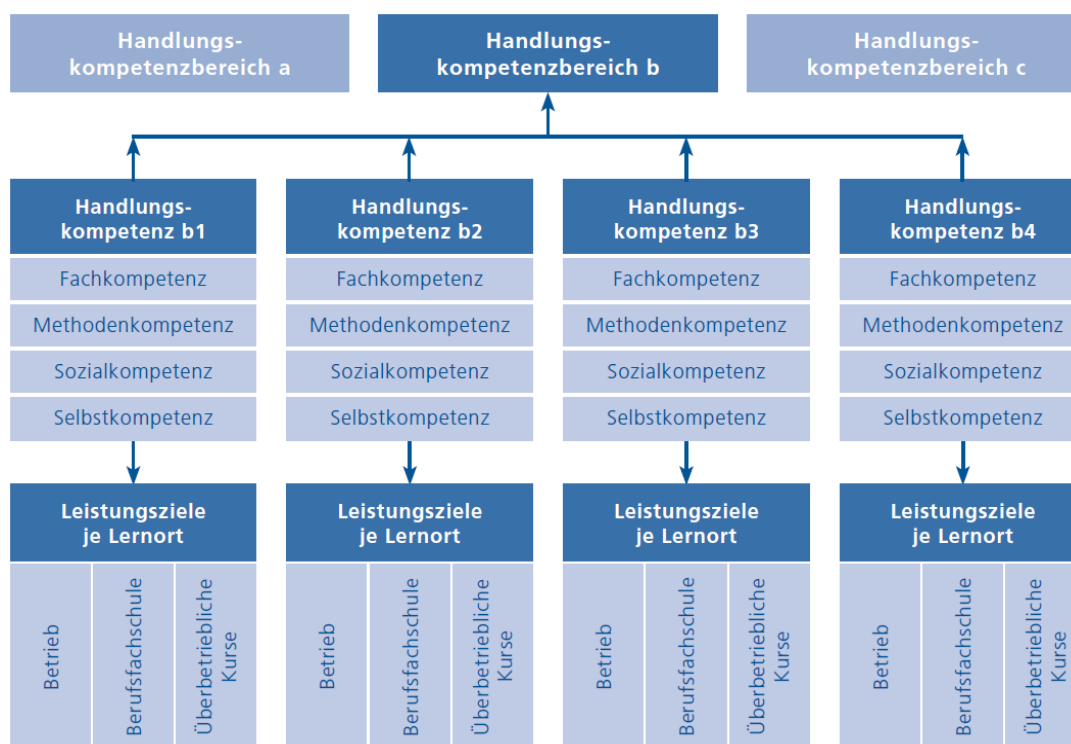 Handlungs-
kompetenzbereich a
Handlungs-
kompetenzbereich b
Handlungs-
kompetenzbereich c
Handlungs-
kompetenz b1
Fachkompetenz
Methodenkompetenz
Sozialkompetenz
Selbstkompetenz
Leistungsziele
je Lernort
Betrieb
Berufsfachschule
Überbetriebliche
Kurse
Handlungs-
kompetenz b2
Fachkompetenz
Methodenkompetenz
Sozialkompetenz
Selbstkompetenz
Leistungsziele
je Lernort
Betrieb
Berufsfachschule
Überbetriebliche
Kurse
Handlungs-
kompetenz b3
Fachkompetenz
Methodenkompetenz
Sozialkompetenz
Selbstkompetenz
Leistungsziele
je Lernort
Betrieb
Berufsfachschule
Überbetriebliche
Kurse
Handlungs-
kompetenz b4
Fachkompetenz
Methodenkompetenz
Sozialkompetenz
Selbstkompetenz
Leistungsziele
je Lernort
Betrieb
Berufsfachschule
Überbetriebliche
Kurse